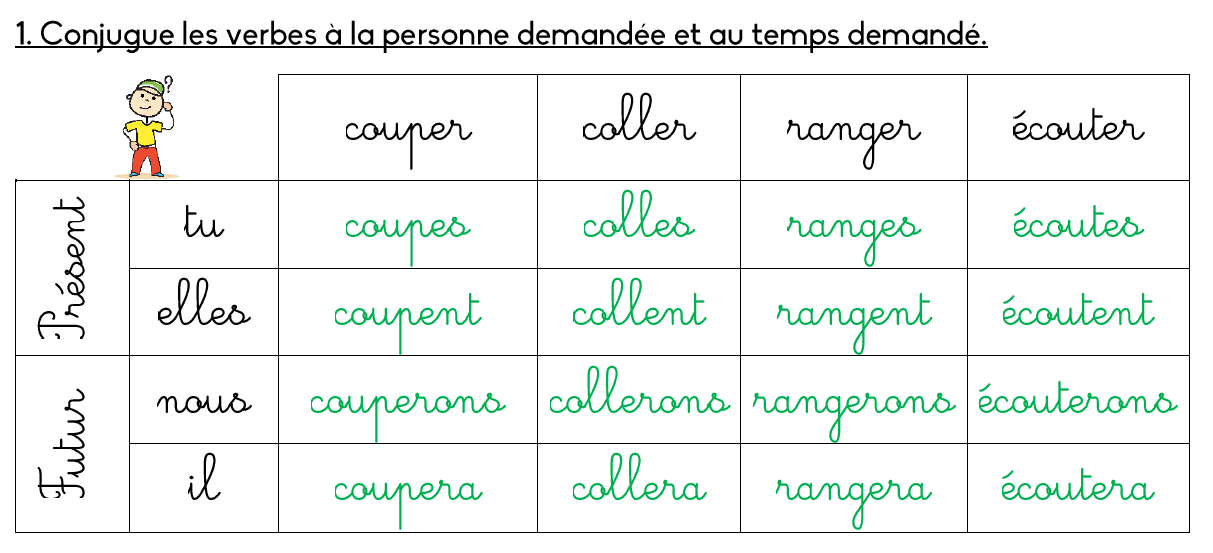 1. Conjugue les verbes à la personne demandée et au temps demandé.
?
couper coller ranger écouter
Présent
tu coupes colles ranges écoutes
elles coupent collent rangent écoutent
Futur
nous couperons collerons rangerons écouterons
il coupera collera rangera écoutera